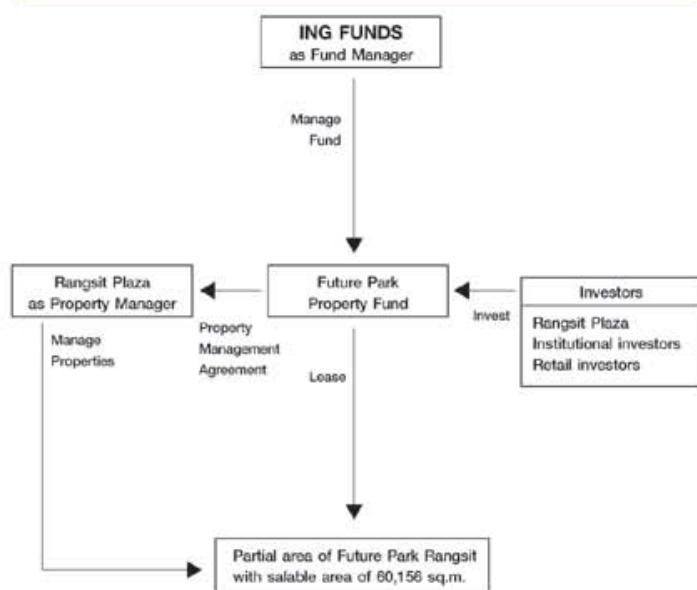 ING FUNDS
as Fund Manager
Manage
Fund
Rangsit Plaza
as Property Manager
Future Park
Property Fund
Investors
Rangsit Plaza
Institutional investors
Retail investors
Invest
Property
Management
Agreement
Manage
Properties
Lease
Partial area of Future Park Rangsit
with salable area of 60,156 sq.m.